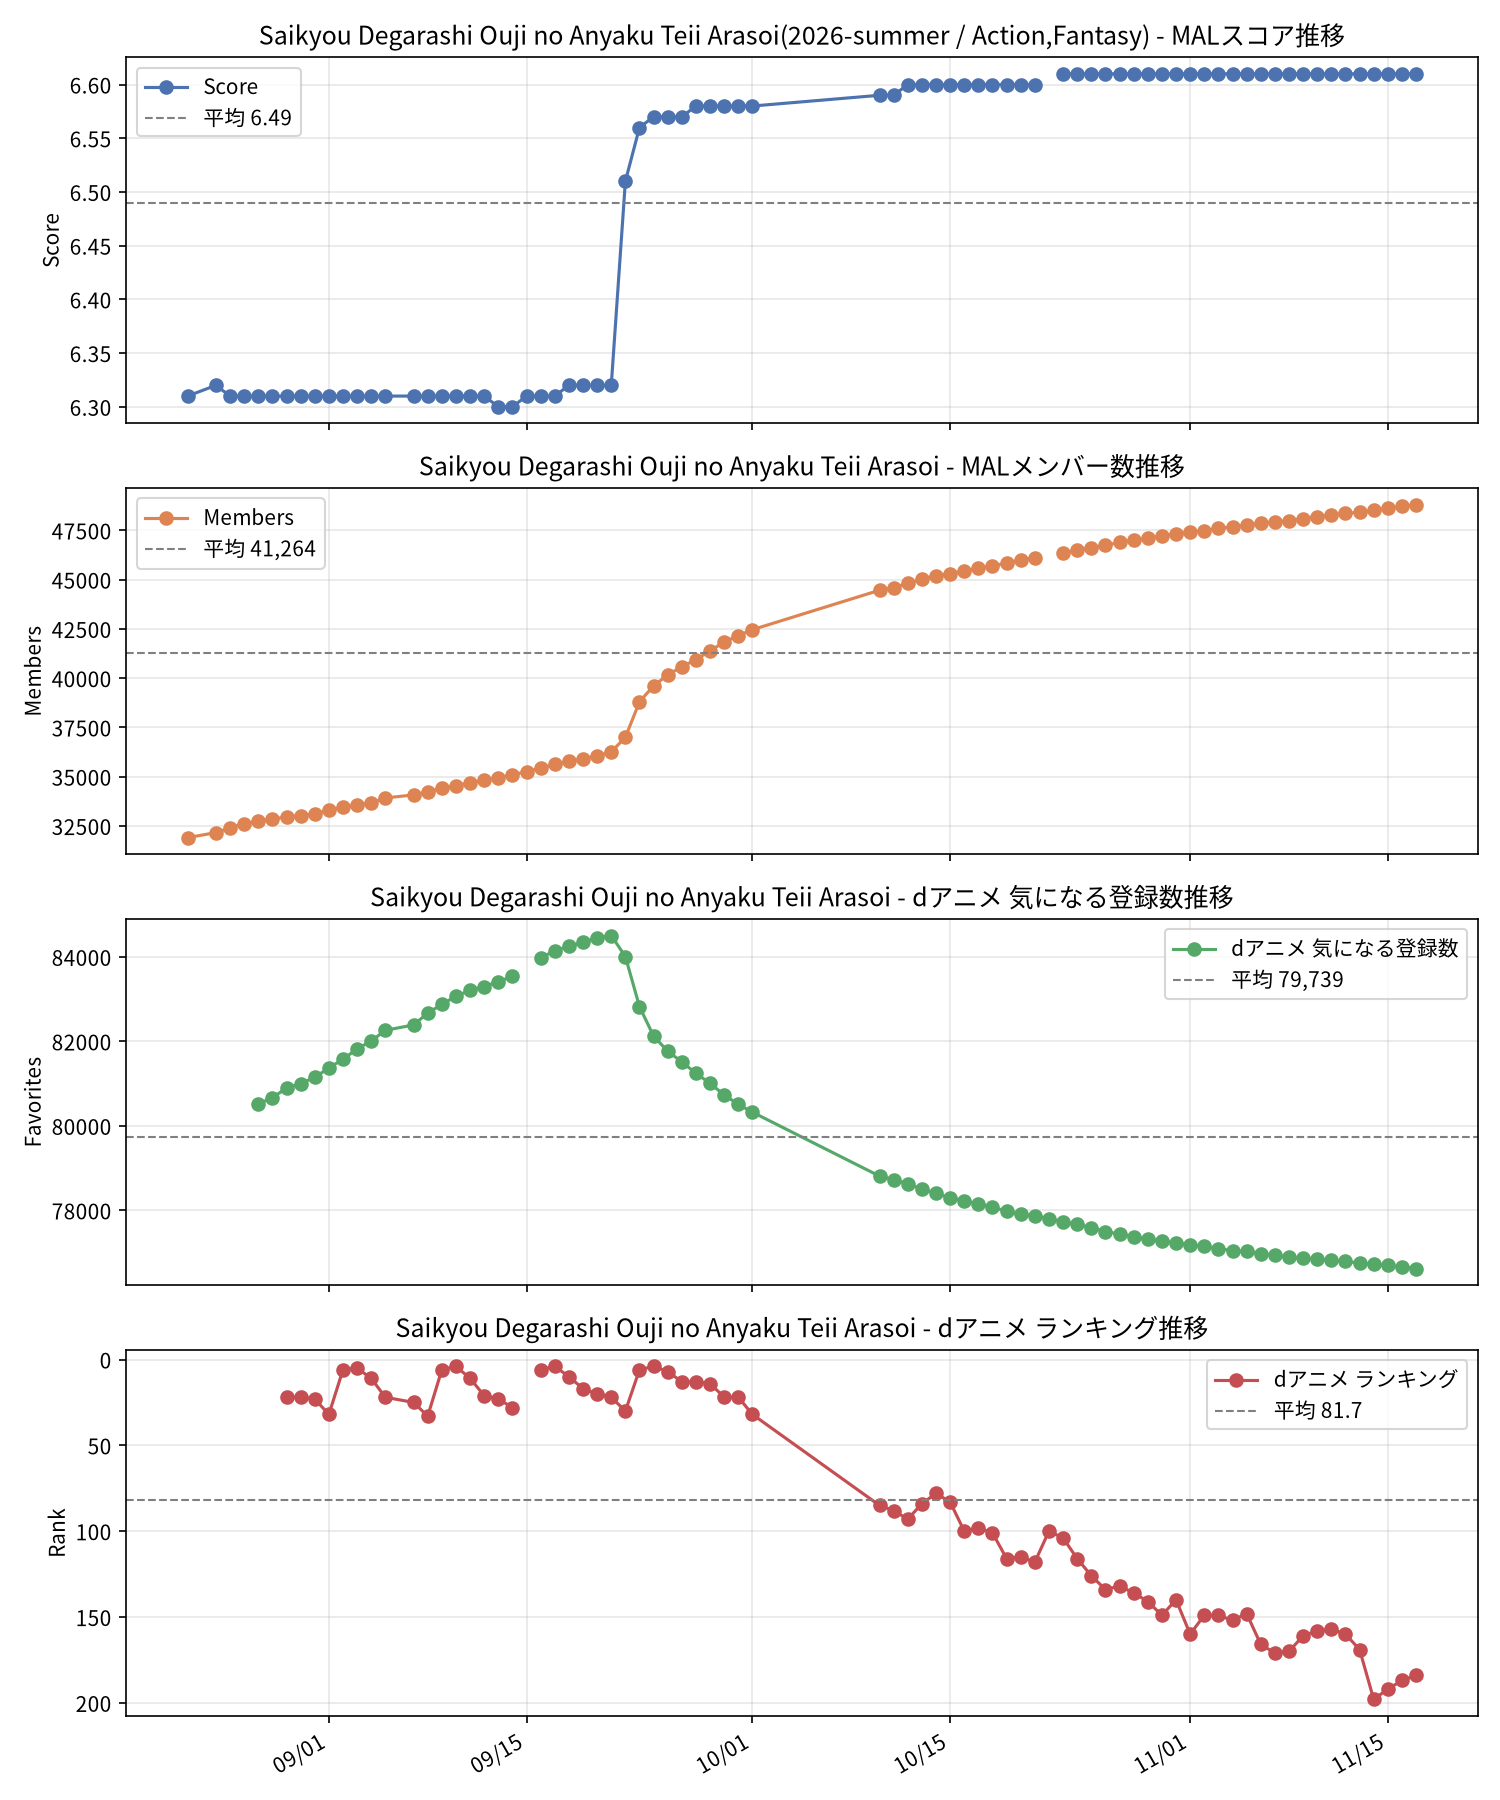 Saikyou Degarashi Ouji no Anyaku Teii Arasoi(2026-summer / Action,Fantasy) - MALスコア推移
Score
平均 6.49
Score
6.60
6.55
6.50
6.45
6.40
6.35
6.30
Saikyou Degarashi Ouji no Anyaku Teii Arasoi - MALメンバー数推移
Members
平均 41,264
Members
47500
45000
42500
40000
37500
35000
32500
Saikyou Degarashi Ouji no Anyaku Teii Arasoi - dアニメ 気になる登録数推移
dアニメ 気になる登録数
平均 79,739
Favorites
84000
82000
80000
78000
Saikyou Degarashi Ouji no Anyaku Teii Arasoi - dアニメ ランキング推移
dアニメ ランキング
平均 81.7
Rank
0
50
100
150
200
09/01
09/15
10/01
10/15
11/01
11/15